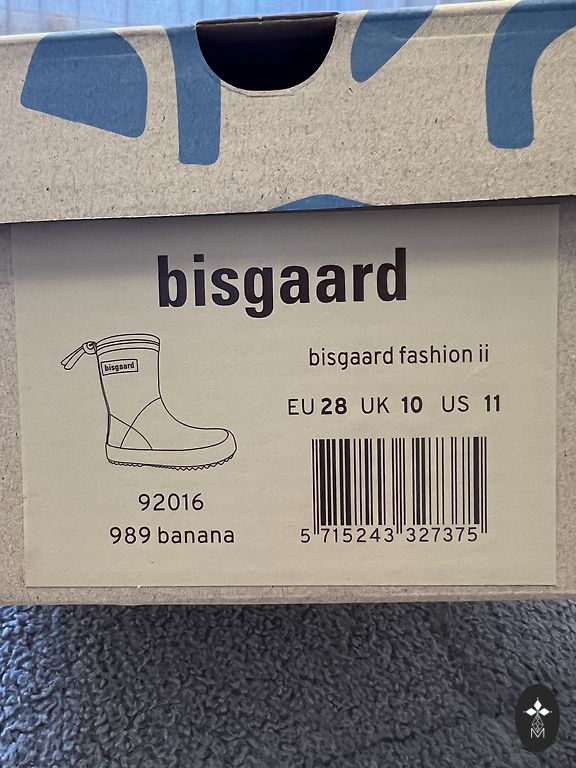 bisgaard
bisgaard
bisgaard fashion ii
EU 28 UK 10 US 11
92016
989 banana
5 715243 327375
M